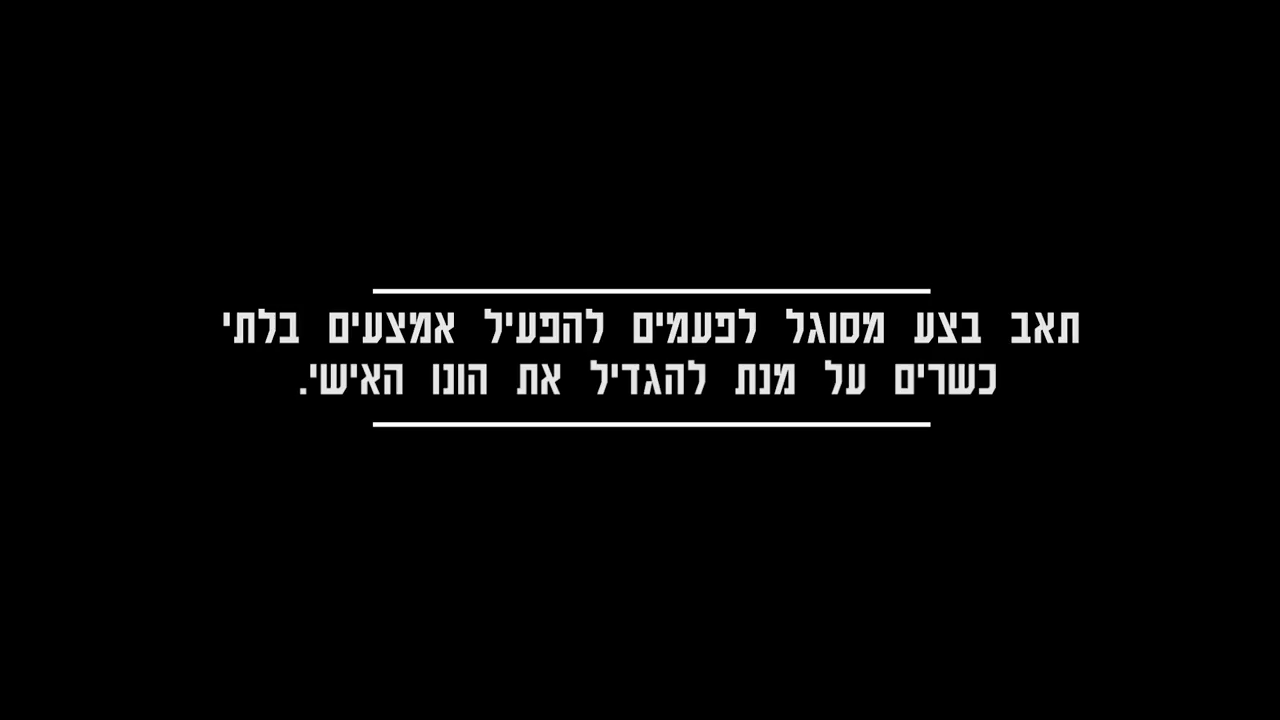 תאב בצע מסוגל לפעמים להפעיל אמצעים בלתי
כשרים על מנת להגדיל את הונו האישי.